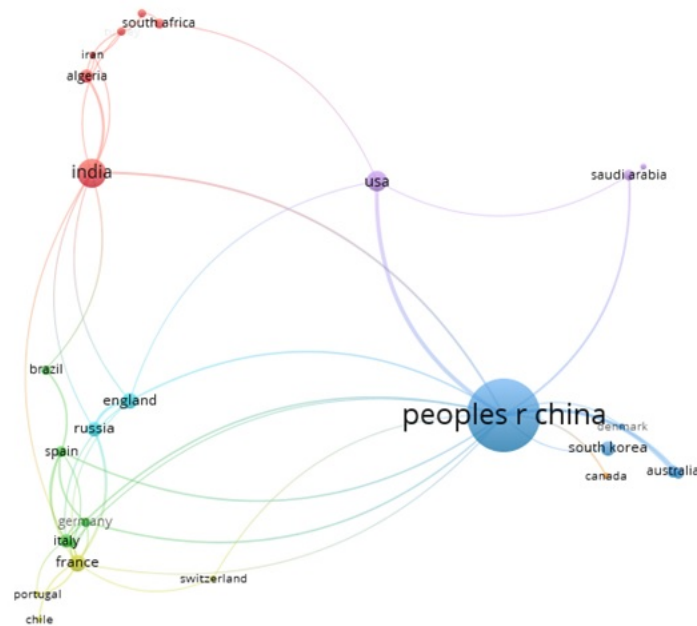 south africa
iran
algeria
india
usa
saudi arabia
brazil
england
peoples r china
russia
denmark
spain
south korea
australia
canada
germany
italy
france
switzerland
portugal
chile